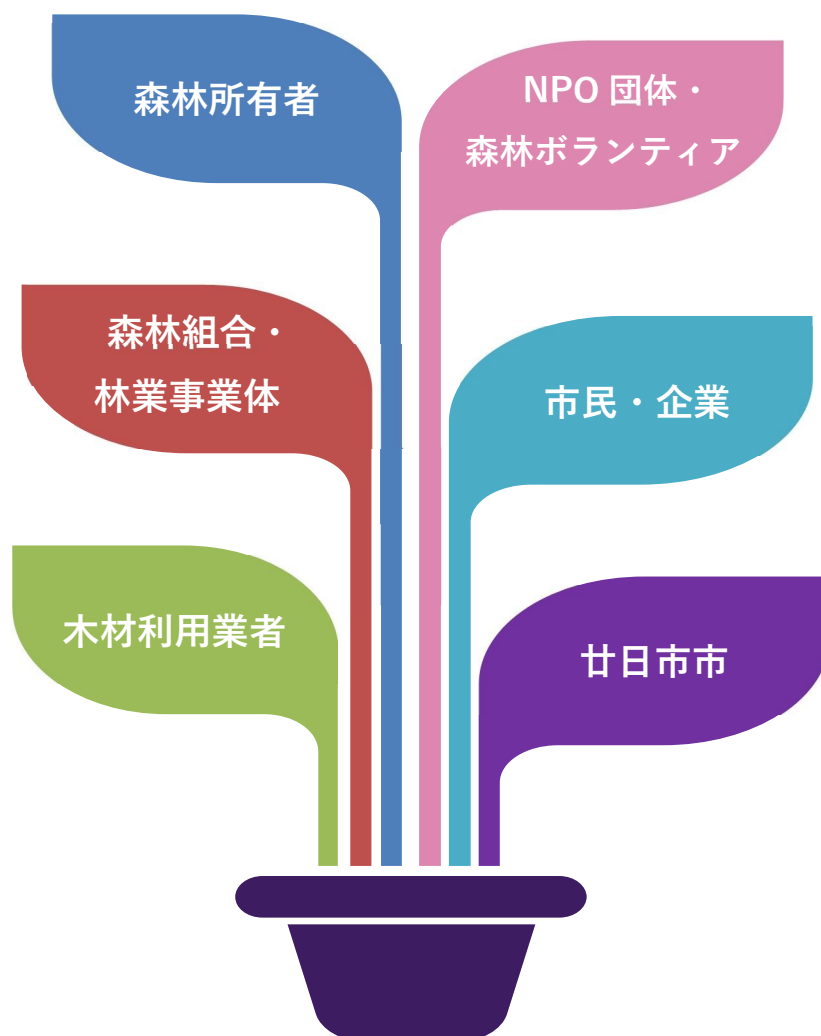 森林所有者
NPO 団体・
森林ボランティア
森林組合・
林業事業体
市民・企業
木材利用業者
廿日市市